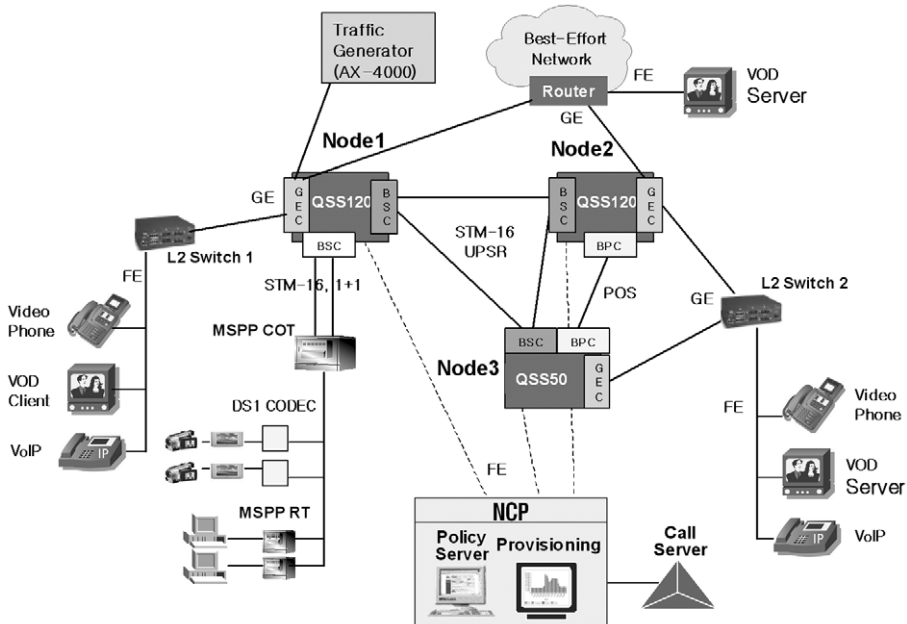 Traffic
Generator
(AX-4000)
Best-Effort
Network
Router
FE
VOD
Server
GE
Node1
Node2
GE
GEC
QSS120
BSC
BSC
BSC
QSS120
GEC
BPC
L2 Switch 1
FE
STM-16
UPSR
STM-16, 1+1
POS
GE
L2 Switch 2
Video
Phone
MSPP COT
Node3
BSC
BPC
QSS50
GEC
VOD
Client
DS1 CODEC
FE
Video
Phone
VoIP
IP
FE
VOD
Server
MSPP RT
NCP
Policy
Server
Provisioning
Call
Server
IP
VoIP